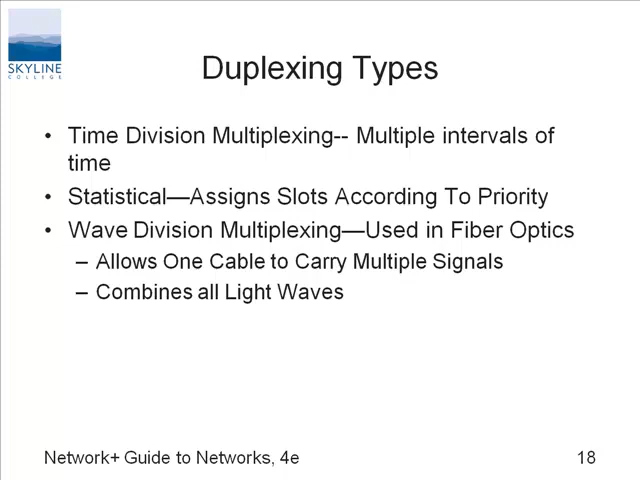 SKYLINE
COLLEGE
Duplexing Types
• Time Division Multiplexing-- Multiple intervals of
time
• Statistical—Assigns Slots According To Priority
• Wave Division Multiplexing—Used in Fiber Optics
– Allows One Cable to Carry Multiple Signals
– Combines all Light Waves
Network+ Guide to Networks, 4e
18